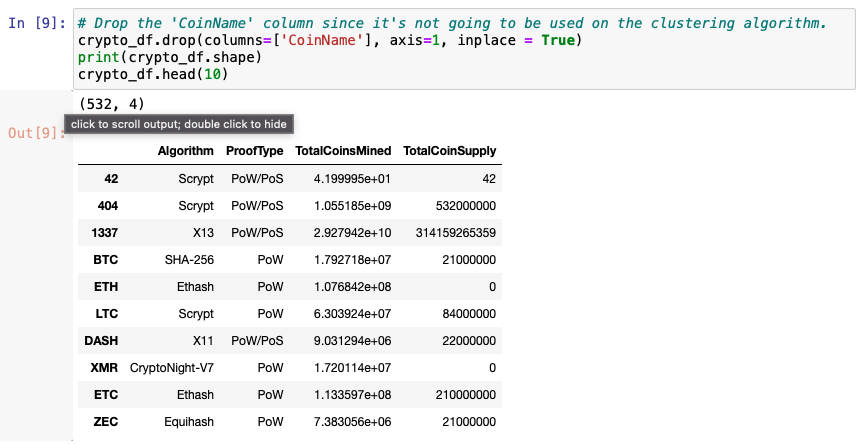 In [9]: # Drop the 'CoinName' column since it's not going to be used on the clustering algorithm.
crypto_df.drop(columns=['CoinName'], axis=1, inplace = True)
print(crypto_df.shape)
crypto_df.head(10)
(532, 4)
click to scroll output; double click to hide
Out[9]:
Algorithm ProofType TotalCoinsMined TotalCoinSupply
42 Scrypt PoW/PoS 4.199995e+01 42
404 Scrypt PoW/PoS 1.055185e+09 532000000
1337 X13 PoW/PoS 2.927942e+10 314159265359
BTC SHA-256 PoW 1.792718e+07 21000000
ETH Ethash PoW 1.076842e+08 0
LTC Scrypt PoW 6.303924e+07 84000000
DASH X11 PoW/PoS 9.031294e+06 22000000
XMR CryptoNight-V7 PoW 1.720114e+07 0
ETC Ethash PoW 1.133597e+08 210000000
ZEC Equihash PoW 7.383056e+06 21000000